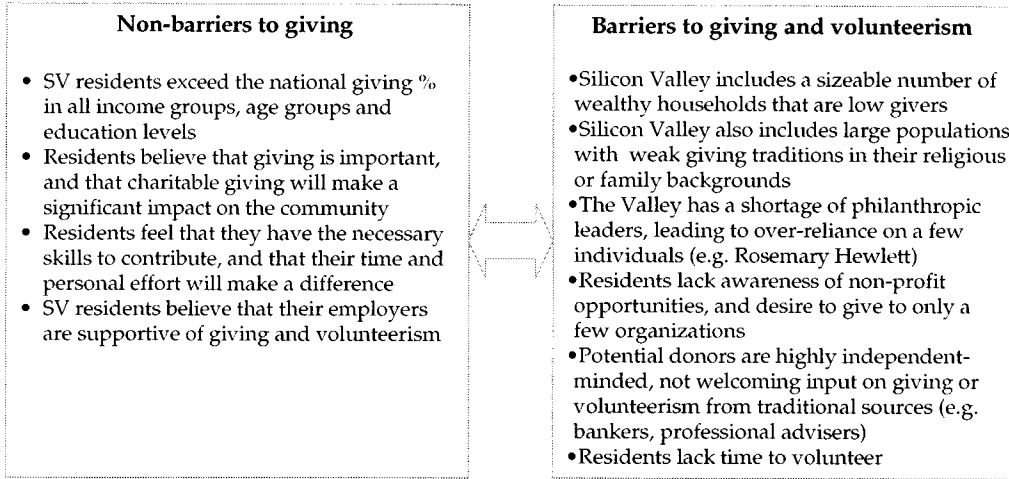 Non-barriers to giving
• SV residents exceed the national giving %
in all income groups, age groups and
education levels
• Residents believe that giving is important,
and that charitable giving will make a
significant impact on the community
• Residents feel that they have the necessary
skills to contribute, and that their time and
personal effort will make a difference
• SV residents believe that their employers
are supportive of giving and volunteerism
Barriers to giving and volunteerism
•Silicon Valley includes a sizeable number of
wealthy households that are low givers
•Silicon Valley also includes large populations
with weak giving traditions in their religious
or family backgrounds
•The Valley has a shortage of philanthropic
leaders, leading to over-reliance on a few
individuals (e.g. Rosemary Hewlett)
•Residents lack awareness of non-profit
opportunities, and desire to give to only a
few organizations
•Potential donors are highly independent-
minded, not welcoming input on giving or
volunteerism from traditional sources (e.g.
bankers, professional advisers)
•Residents lack time to volunteer